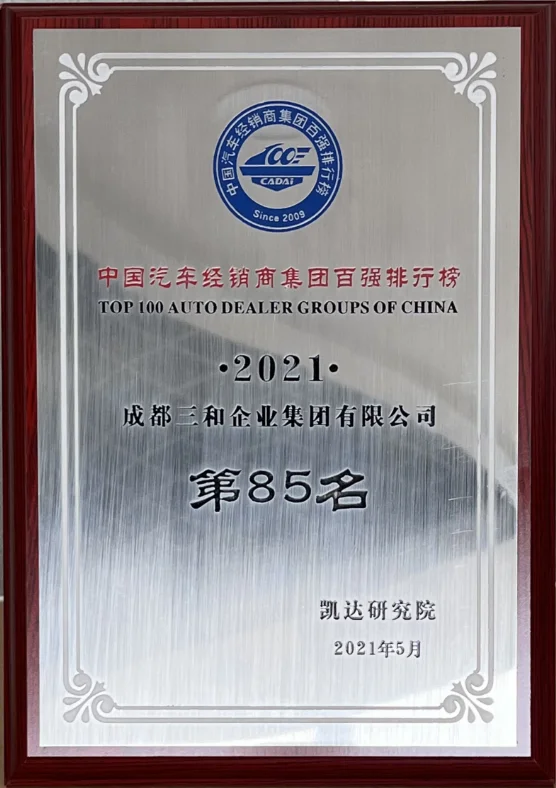 中国汽车经销商集团百强排行榜
100
CADAI
Since 2009
中国汽车经销商集团百强排行榜
TOP 100 AUTO DEALER GROUPS OF CHINA
·2021·
成都三和企业集团有限公司
第85名
凯达研究院
2021年5月